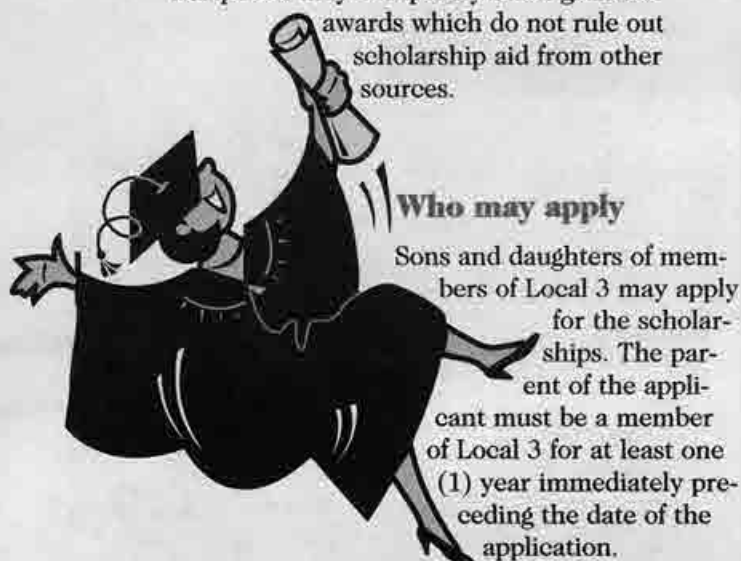 awards which do not rule out
scholarship aid from other
sources.
Who may apply
Sons and daughters of mem-
bers of Local 3 may apply
for the scholar-
ships. The par-
ent of the appli-
cant must be a member
of Local 3 for at least one
(1) year immediately pre-
ceding the date of the
application.